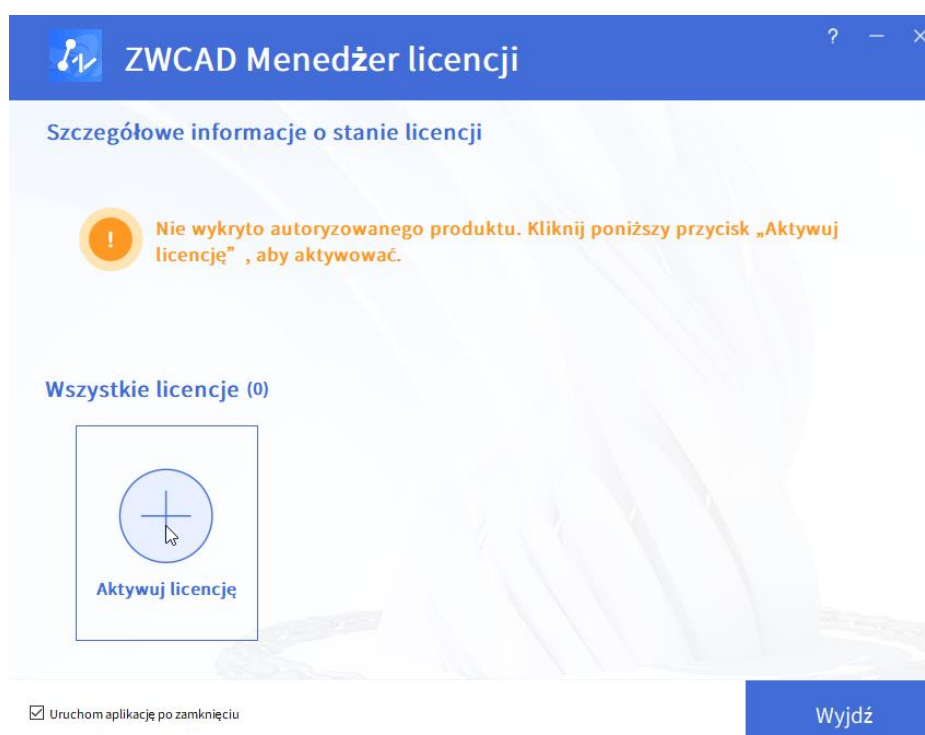 ZWCAD Menedżer licencji
Szczegółowe informacje o stanie licencji
Nie wykryto autoryzowanego produktu. Kliknij poniższy przycisk „Aktywuj
licencję” , aby aktywować.
Wszystkie licencje (0)
Aktywuj licencję
Uruchom aplikację po zamknięciu
Wyjdź